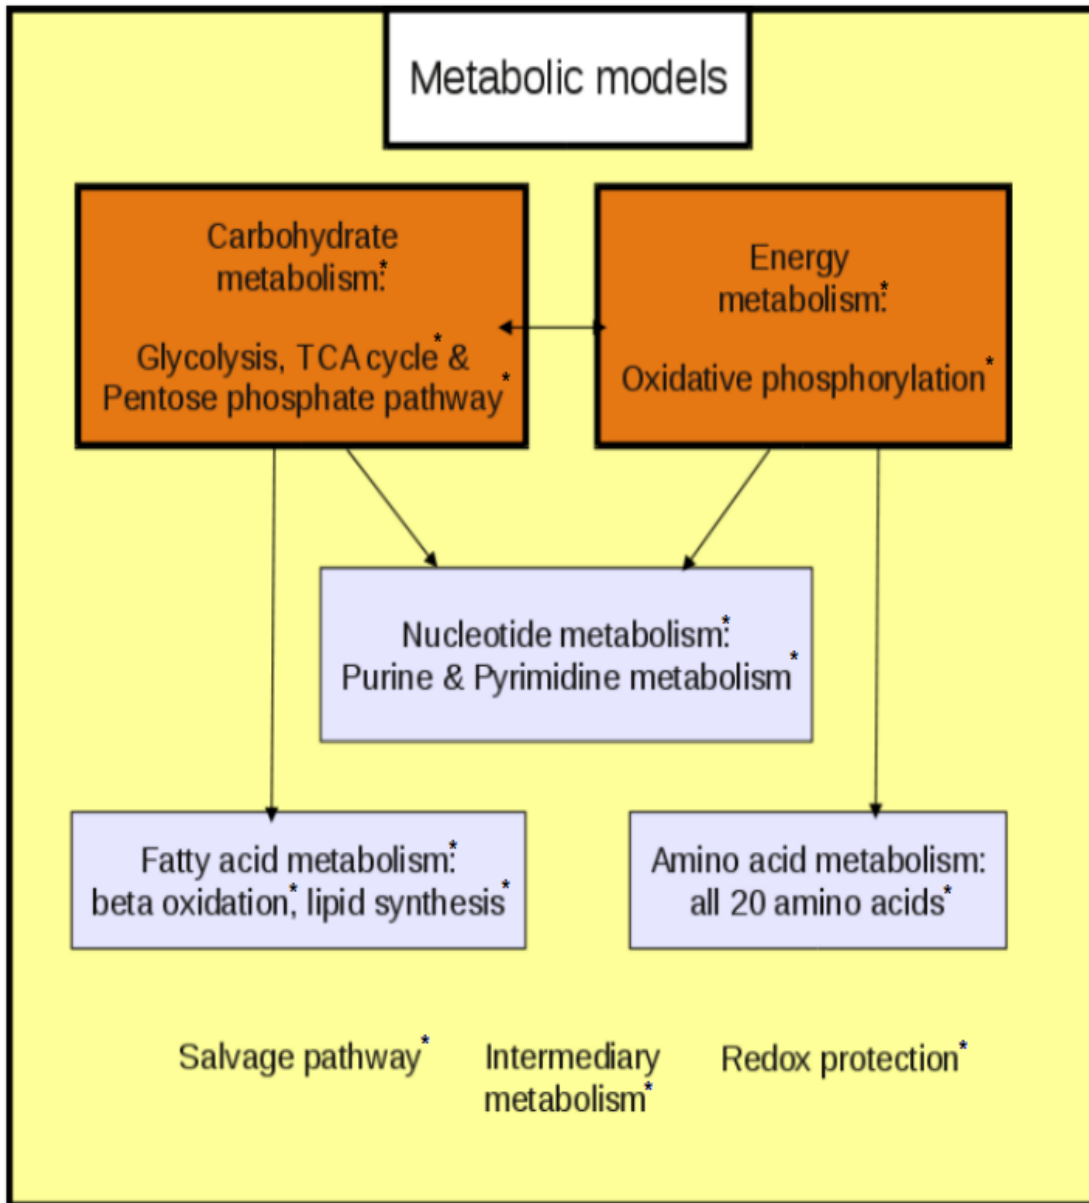 Metabolic models
Carbohydrate
metabolism:*
Glycolysis, TCA cycle* &
Pentose phosphate pathway*
Energy
metabolism:*
Oxidative phosphorylation*
Nucleotide metabolism:*
Purine & Pyrimidine metabolism*
Fatty acid metabolism:*
beta oxidation*, lipid synthesis*
Amino acid metabolism:
all 20 amino acids*
Salvage pathway*
Intermediary
metabolism*
Redox protection*